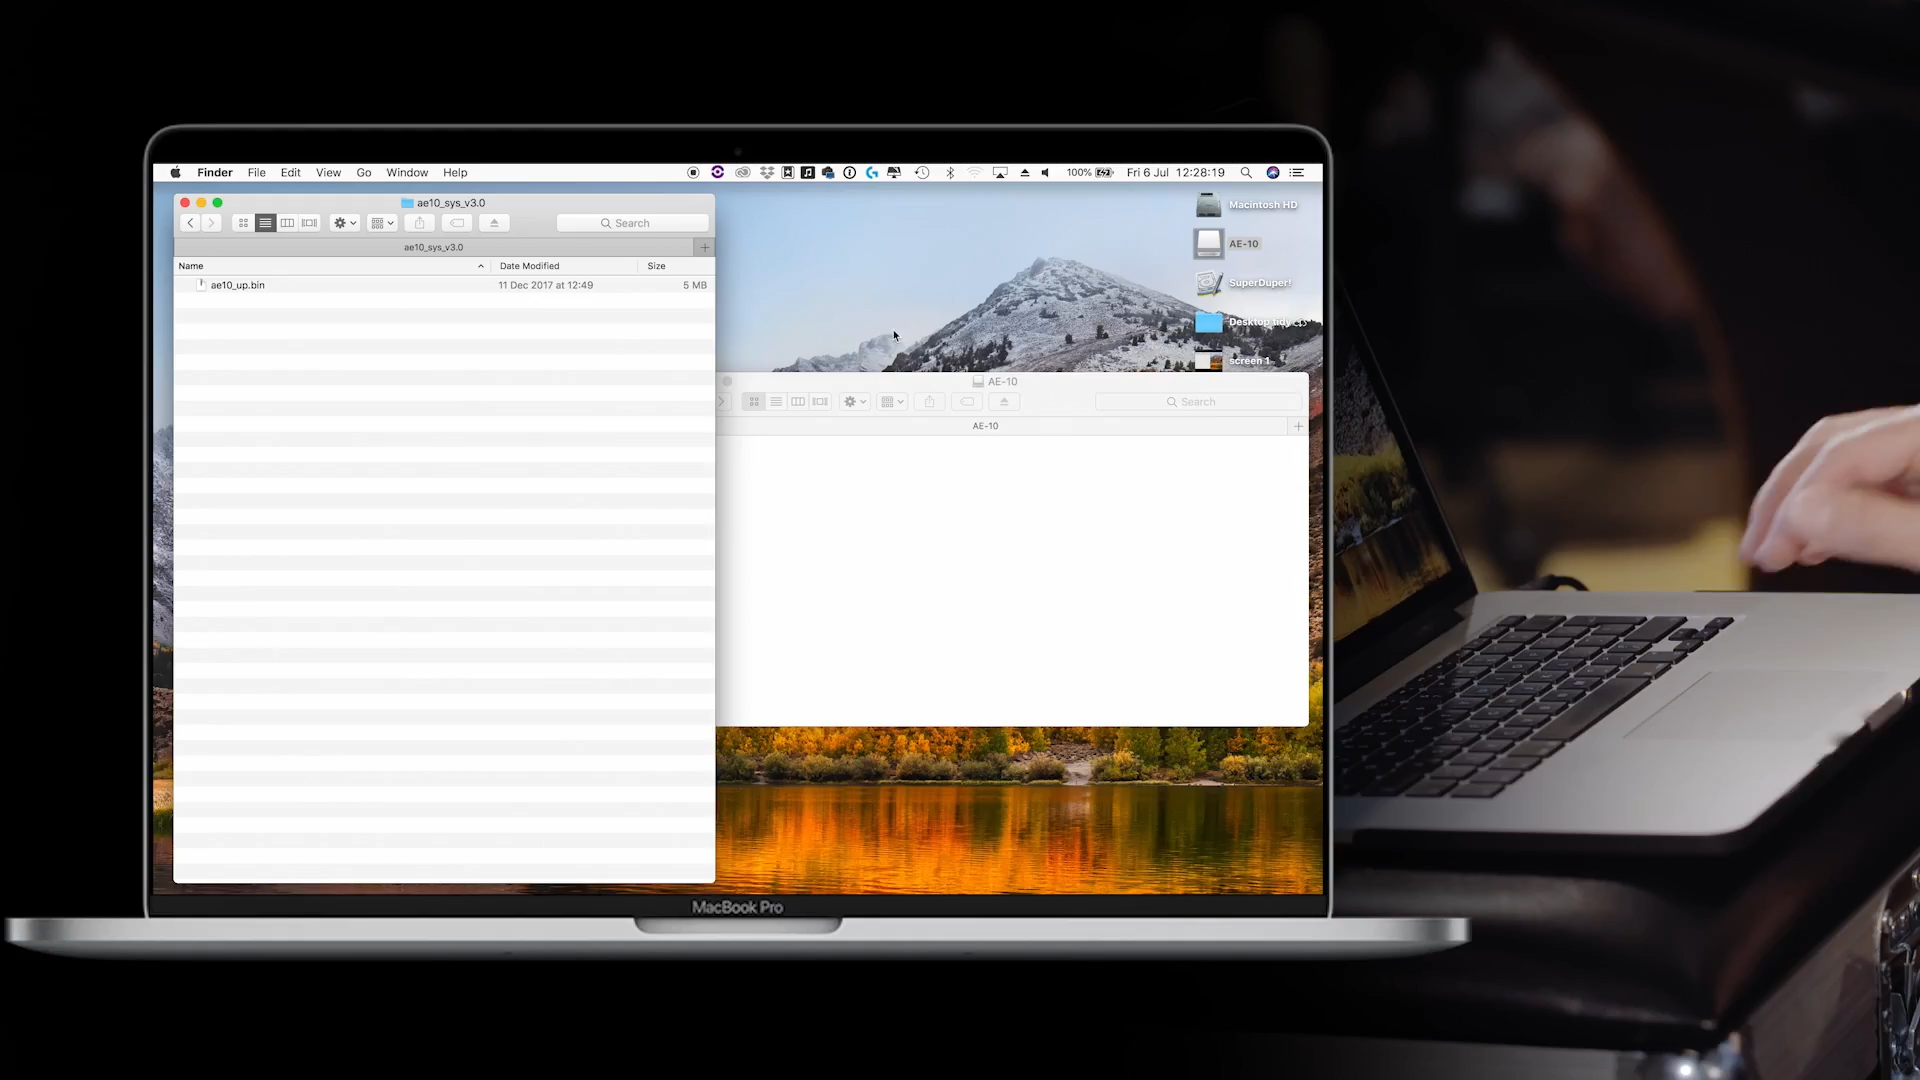 Finder File Edit View Go Window Help 100% Fri 6 Jul 12:28:19
ae10_sys_v3.0
Search
ae10_sys_v3.0
Name Date Modified Size
ae10_up.bin 11 Dec 2017 at 12:49 5 MB
Macintosh HD
AE-10
SuperDuper!
Desktop tidy
screen 1
AE-10
Search
AE-10
MacBook Pro